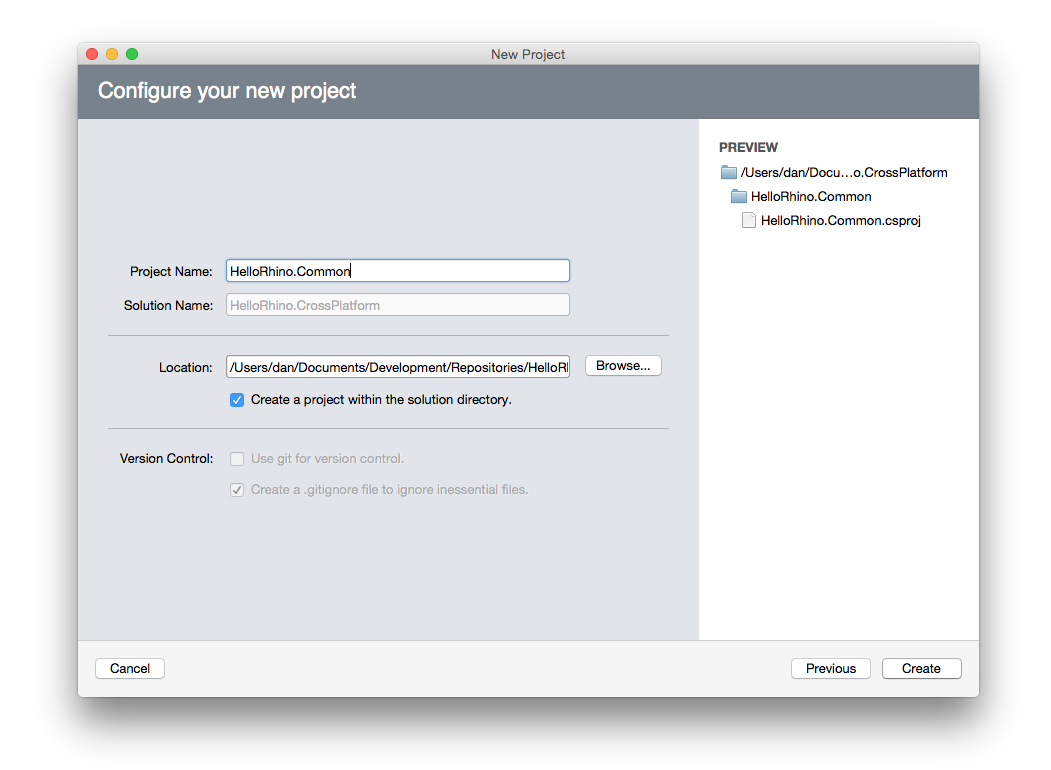 New Project
Configure your new project
Project Name: HelloRhino.Common
Solution Name: HelloRhino.CrossPlatform
Location: /Users/dan/Documents/Development/Repositories/HelloR Browse...
Create a project within the solution directory.
Version Control: Use git for version control.
Create a .gitignore file to ignore inessential files.
PREVIEW
/Users/dan/Docu...o.CrossPlatform
HelloRhino.Common
HelloRhino.Common.csproj
Cancel Previous Create